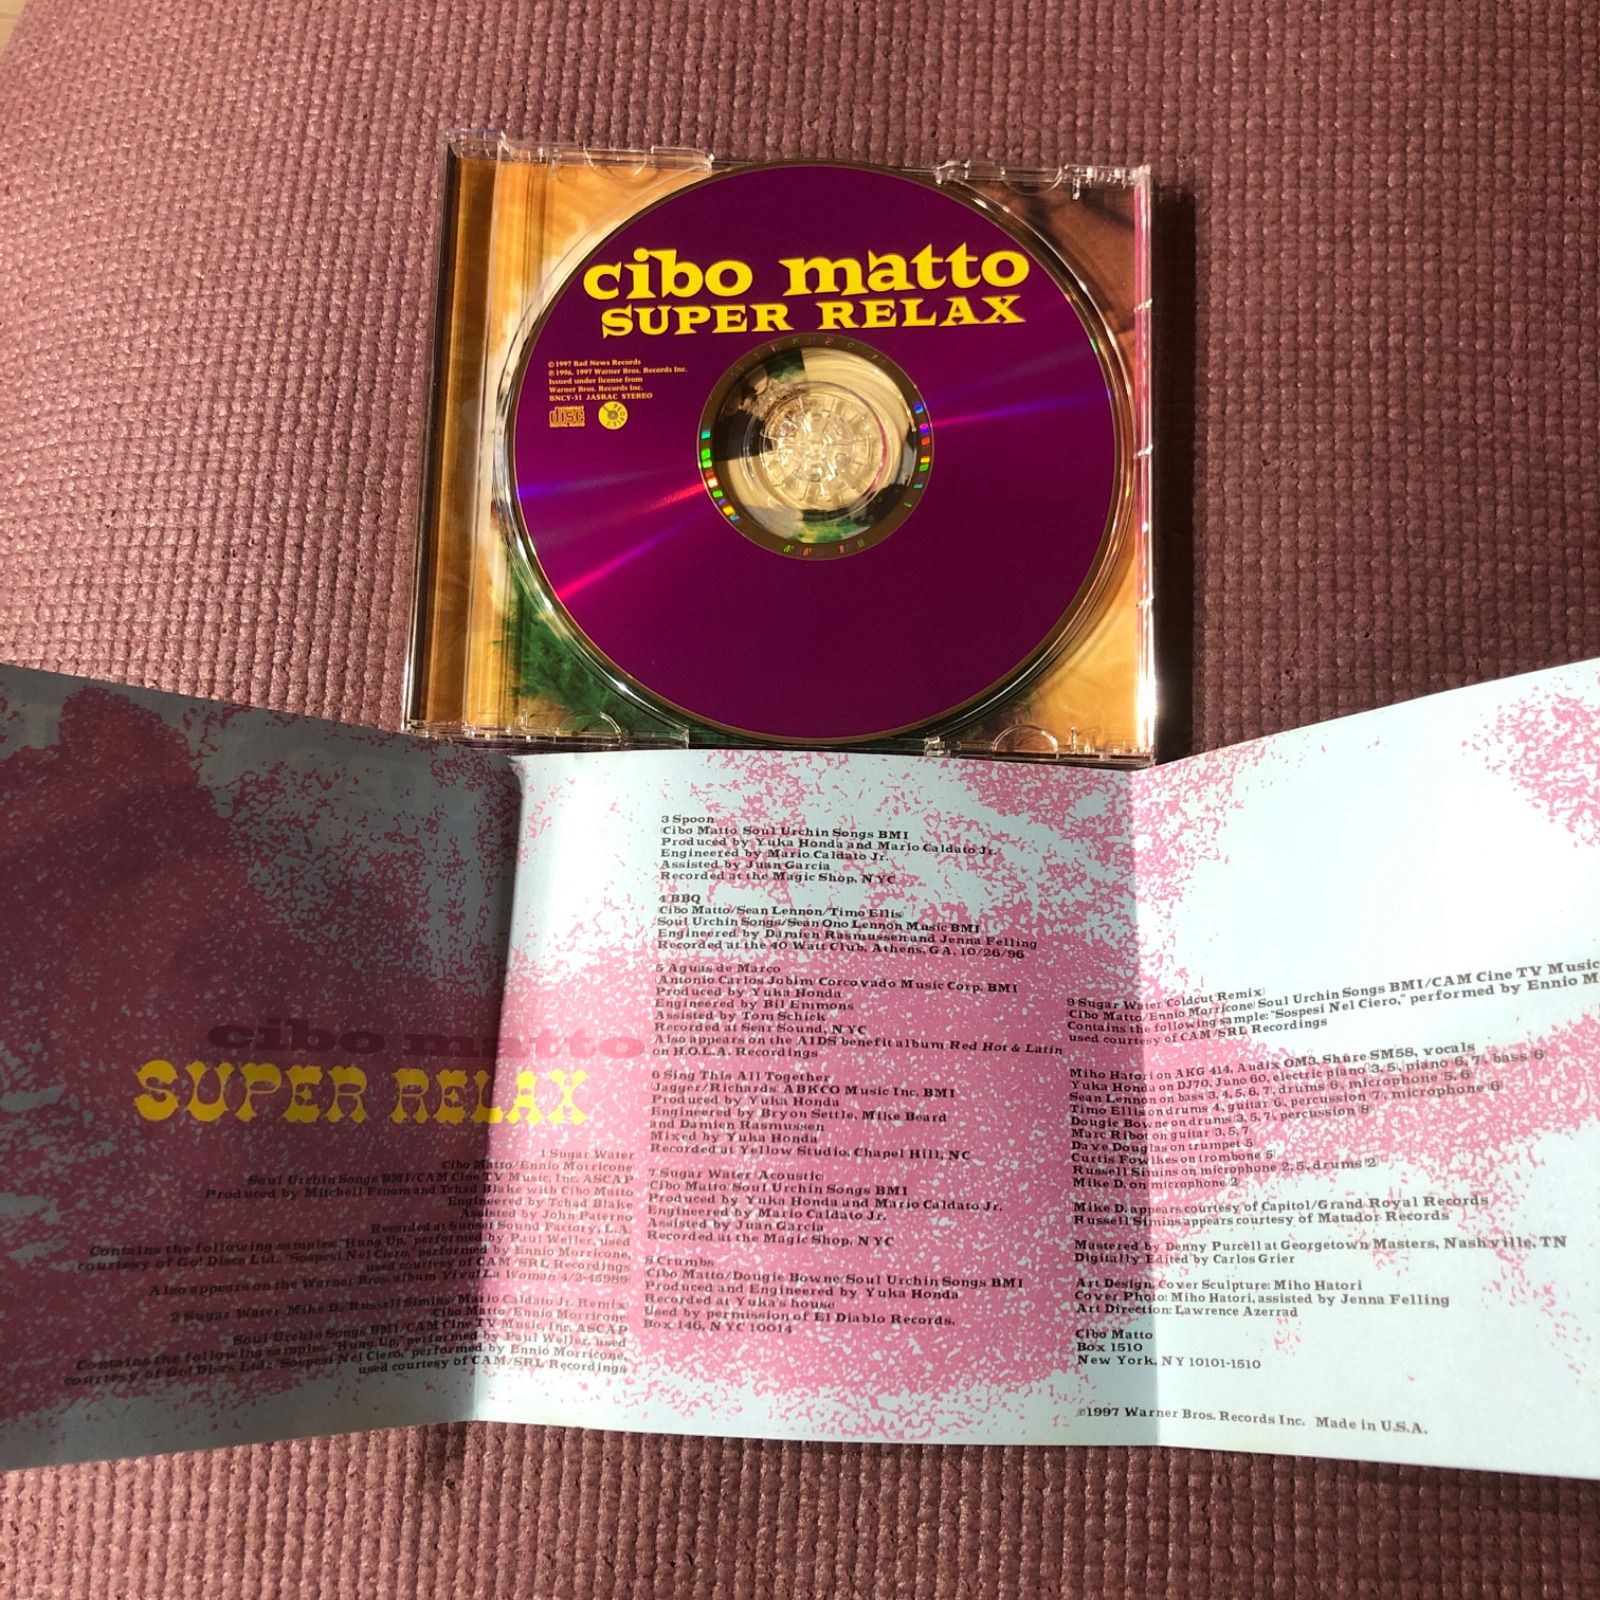 cibo matto
SUPER RELAX
©1997 Bad News Records
℗1996, 1997 Warner Bros. Records Inc.
Issued under license from
Warner Bros. Records Inc.
BNCY-31 JASRAC STEREO
COMPACT
disc
DIGITAL AUDIO
cibo matto
SUPER RELAX
1 Sugar Water
Cibo Matto/Ennio Morricone
Soul Urchin Songs BMI/CAM Cine TV Music, Inc. ASCAP
Produced by Mitchell Froom and Tchad Blake with Cibo Matto
Engineered by Tchad Blake
Assisted by John Paterno
Recorded at Sunset Sound Factory, L.A.
Contains the following samples: "Hung Up," performed by Paul Weller, used
courtesy of Go! Discs Ltd. "Sospesi Nel Ciero," performed by Ennio Morricone,
used courtesy of CAM/SRL Recordings
Also appears on the Warner Bros. album Viva! La Woman 4/2-45989
2 Sugar Water (Mike D./Russell Simins/Mario Caldato Jr. Remix)
Cibo Matto/Ennio Morricone
Soul Urchin Songs BMI/CAM Cine TV Music, Inc. ASCAP
Contains the following samples: "Hung Up," performed by Paul Weller, used
courtesy of Go! Discs Ltd. "Sospesi Nel Ciero," performed by Ennio Morricone,
used courtesy of CAM/SRL Recordings
3 Spoon
(Cibo Matto) Soul Urchin Songs BMI
Produced by Yuka Honda and Mario Caldato Jr.
Engineered by Mario Caldato Jr.
Assisted by Juan Garcia
Recorded at the Magic Shop, NYC
4 BBQ
(Cibo Matto/Sean Lennon/Timo Ellis)
Soul Urchin Songs/Sean Ono Lennon Music BMI
Engineered by Damien Rasmussen and Jenna Felling
Recorded at the 40 Watt Club, Athens, GA, 10/26/96
5 Aguas de Março
Antonio Carlos Jobim) Corcovado Music Corp. BMI
Produced by Yuka Honda
Engineered by Bil Emmons
Assisted by Tom Schick
Recorded at Sear Sound, NYC
Also appears on the AIDS benefit album Red Hot & Latin
on H.O.L.A. Recordings
6 Sing This All Together
(Jagger/Richards) ABKCO Music Inc. BMI
Produced by Yuka Honda
Engineered by Bryon Settle, Mike Beard
and Damien Rasmussen
Mixed by Yuka Honda
Recorded at Yellow Studio, Chapel Hill, NC
7 Sugar Water (Acoustic)
(Cibo Matto) Soul Urchin Songs BMI
Produced by Yuka Honda and Mario Caldato Jr.
Engineered by Mario Caldato Jr.
Assisted by Juan Garcia
Recorded at the Magic Shop, NYC
8 Crumbs
(Cibo Matto/Dougie Bowne) Soul Urchin Songs BMI
Produced and Engineered by Yuka Honda
Recorded at Yuka's house
Used by permission of El Diablo Records,
Box 146, NYC 10014
9 Sugar Water (Coldcut Remix)
Cibo Matto/Ennio Morricone) Soul Urchin Songs BMI/CAM Cine TV Music
Contains the following sample: "Sospesi Nel Ciero," performed by Ennio M
used courtesy of CAM/SRL Recordings
Miho Hatori on AKG 414, Audix OM3, Shure SM58, vocals
Yuka Honda on DJ70, Juno 60, electric piano (3, 5), piano (6, 7), bass (6)
Sean Lennon on bass (3, 4, 5, 6, 7), drums (6), microphone (5, 6)
Timo Ellis on drums (4), guitar (6), percussion (7), microphone (6)
Dougie Bowne on drums (3, 5, 7), percussion (8)
Marc Ribot on guitar (3, 5, 7)
Dave Douglas on trumpet (5)
Curtis Fowlkes on trombone (5)
Russell Simins on microphone (2, 5), drums (2)
Mike D. on microphone (2)
Mike D. appears courtesy of Capitol/Grand Royal Records
Russell Simins appears courtesy of Matador Records
Mastered by Denny Purcell at Georgetown Masters, Nashville, TN
Digitally Edited by Carlos Grier
Art Design, Cover Sculpture: Miho Hatori
Cover Photo: Miho Hatori, assisted by Jenna Felling
Art Direction: Lawrence Azerrad
Cibo Matto
Box 1510
New York, NY 10101-1510
©1997 Warner Bros. Records Inc. Made in U.S.A.